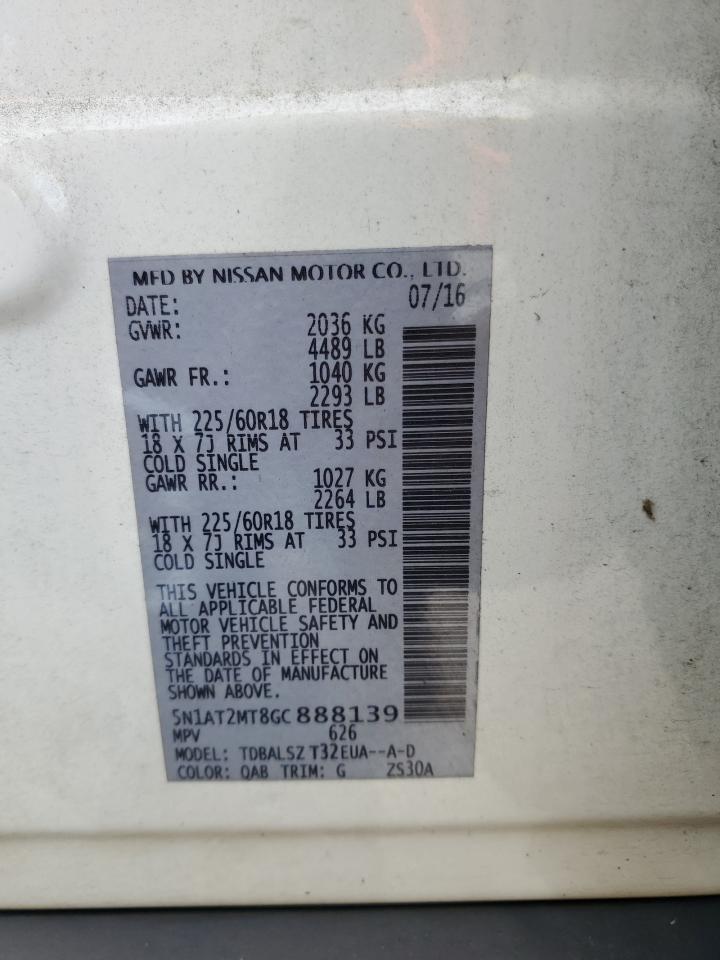 MFD BY NISSAN MOTOR CO., LTD.
DATE: 07/16
GVWR: 2036 KG
4489 LB
GAWR FR.: 1040 KG
2293 LB
WITH 225/60R18 TIRES
18 X 7J RIMS AT 33 PSI
COLD SINGLE
GAWR RR.: 1027 KG
2264 LB
WITH 225/60R18 TIRES
18 X 7J RIMS AT 33 PSI
COLD SINGLE
THIS VEHICLE CONFORMS TO
ALL APPLICABLE FEDERAL
MOTOR VEHICLE SAFETY AND
THEFT PREVENTION
STANDARDS IN EFFECT ON
THE DATE OF MANUFACTURE
SHOWN ABOVE.
5N1AT2MT8GC888139
MPV 626
MODEL: TDBALSZ T32EUA--A-D
COLOR: QAB TRIM: G ZS30A